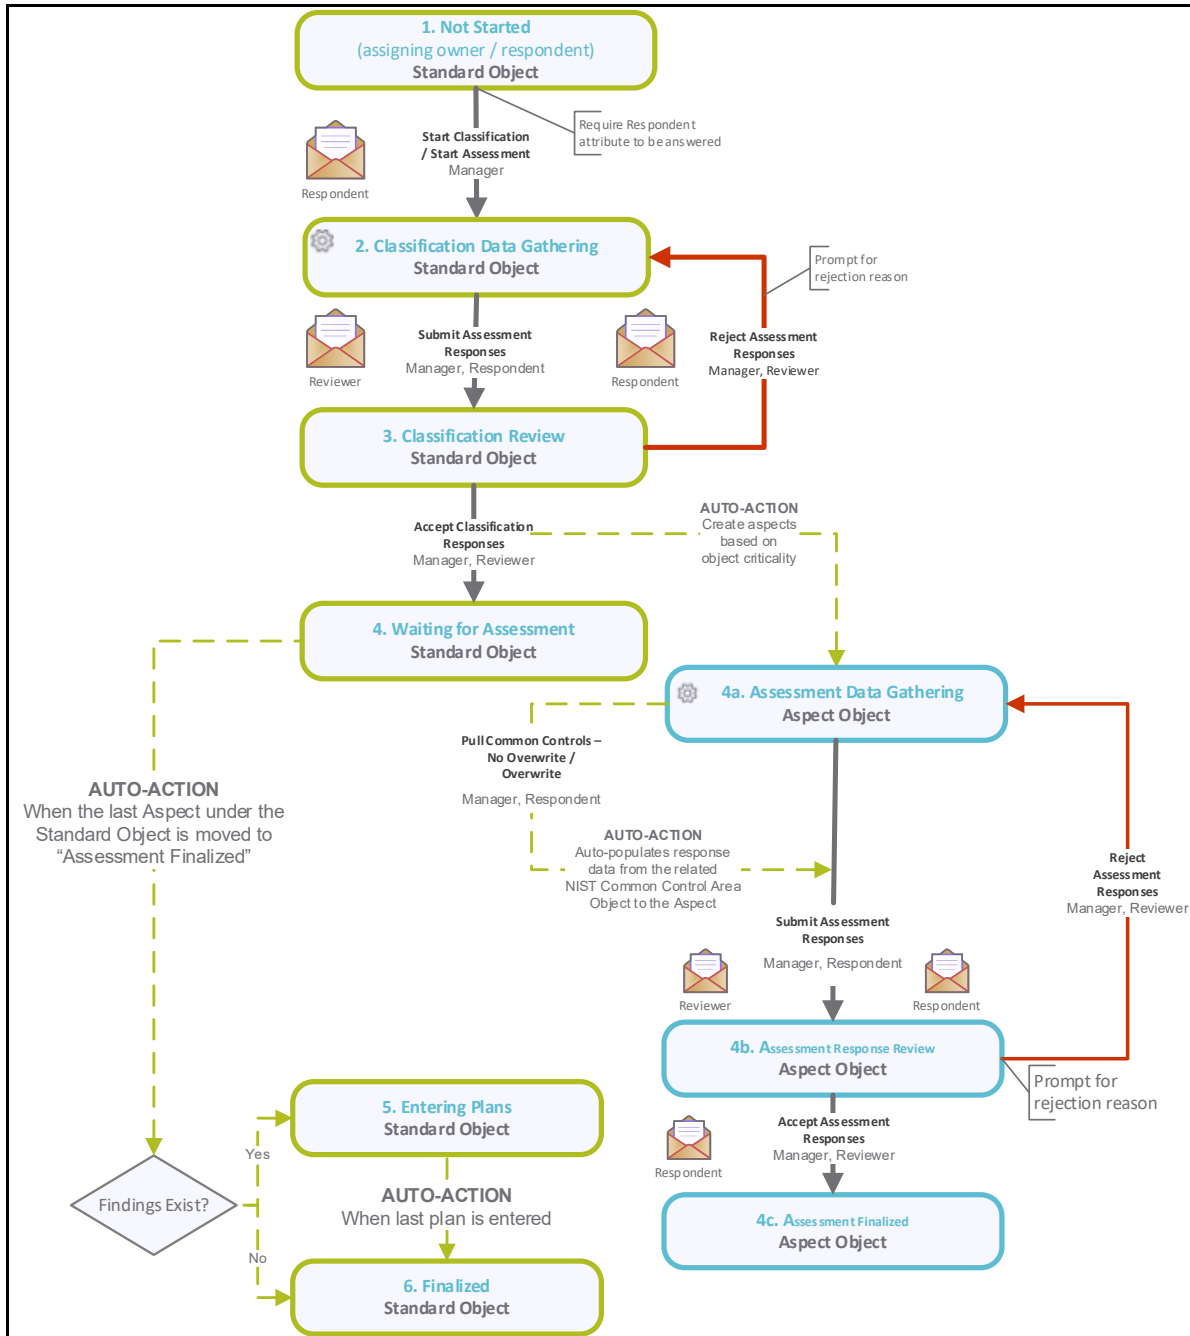 1. Not Started
(assigning owner / respondent)
Standard Object
Require Respondent
attribute to be answered
Start Classification
/ Start Assessment
Manager
Respondent
2. Classification Data Gathering
Standard Object
Prompt for
rejection reason
Submit Assessment
Responses
Manager, Respondent
Reviewer
Respondent
Reject Assessment
Responses
Manager, Reviewer
3. Classification Review
Standard Object
Accept Classification
Responses
Manager, Reviewer
AUTO-ACTION
Create aspects
based on
object criticality
4. Waiting for Assessment
Standard Object
4a. Assessment Data Gathering
Aspect Object
Pull Common Controls –
No Overwrite /
Overwrite
Manager, Respondent
AUTO-ACTION
When the last Aspect under the
Standard Object is moved to
“Assessment Finalized”
AUTO-ACTION
Auto-populates response
data from the related
NIST Common Control Area
Object to the Aspect
Reject
Assessment
Responses
Manager, Reviewer
Submit Assessment
Responses
Manager, Respondent
Reviewer
Respondent
4b. Assessment Response Review
Aspect Object
Prompt for
rejection reason
Accept Assessment
Responses
Manager, Reviewer
Respondent
4c. Assessment Finalized
Aspect Object
5. Entering Plans
Standard Object
Yes
Findings Exist?
AUTO-ACTION
When last plan is entered
No
6. Finalized
Standard Object